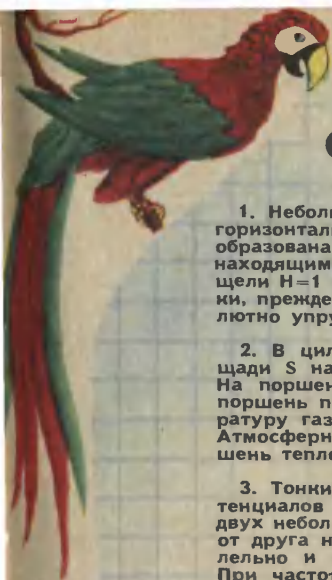 1. Неболь
горизонталь
образована
находящим
щели H=1
ки, прежде
лютно упру
2. В цил
щади S на
На поршен
поршень п
ратуру газ
Атмосферн
шень тепло
3. Тонки
тенциалов
двух небол
от друга н
лельно и
При часто